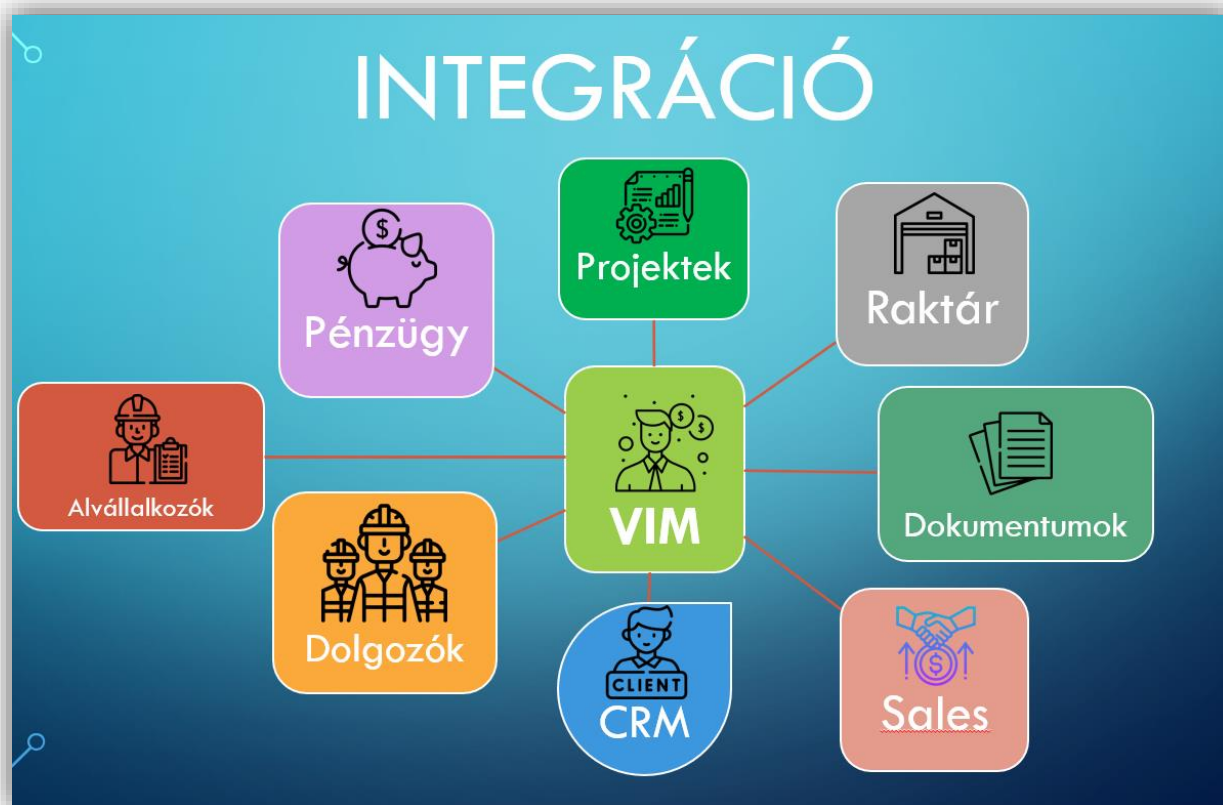 INTEGRÁCIÓ
Projektek
Raktár
Pénzügy
VIM
Alvállalkozók
Dokumentumok
Dolgozók
CLIENT
CRM
Sales